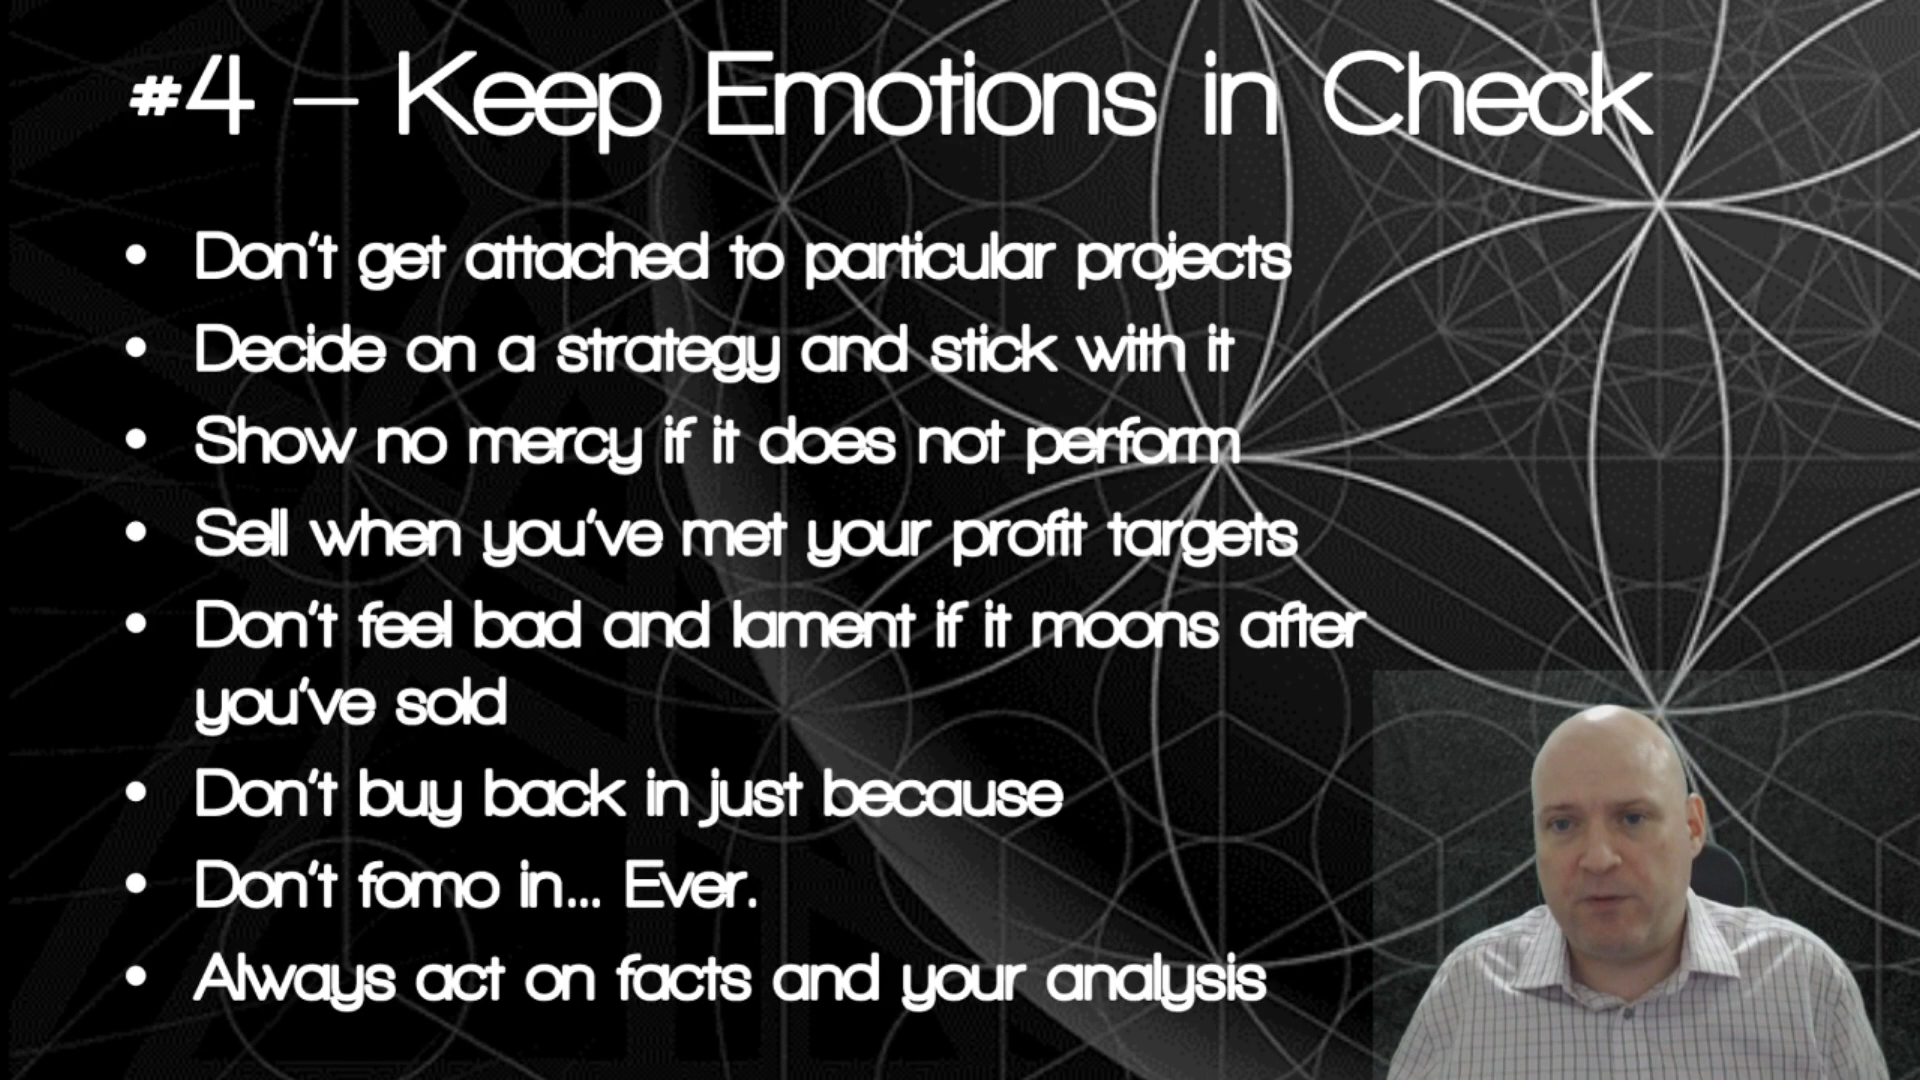 #4 – Keep Emotions in Check
• Don't get attached to particular projects
• Decide on a strategy and stick with it
• Show no mercy if it does not perform
• Sell when you've met your profit targets
• Don't feel bad and lament if it moons after
you've sold
• Don't buy back in just because
• Don't fomo in... Ever.
• Always act on facts and your analysis